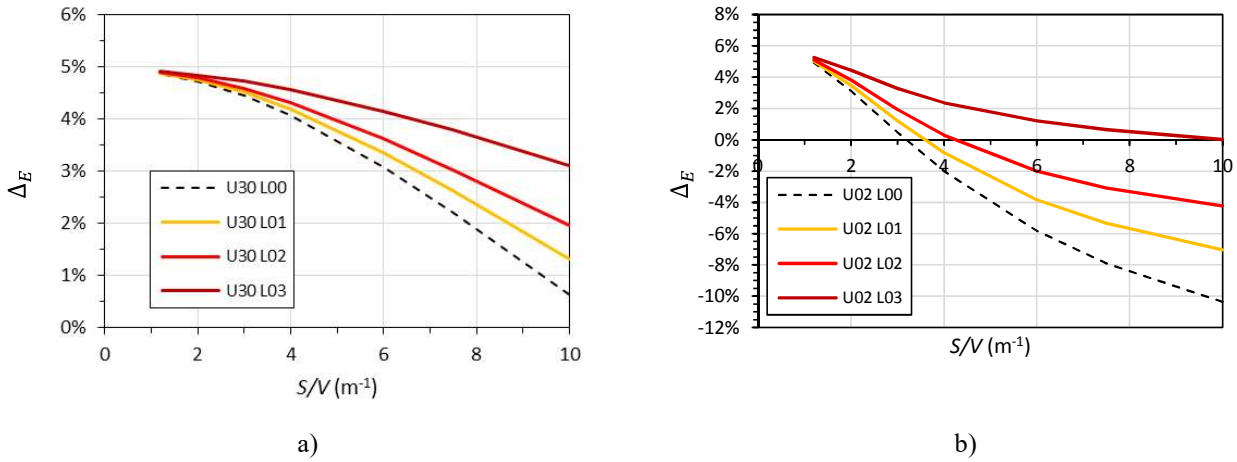 6%
5%
4%
3%
2%
1%
0%
Δ_E
U30 L00
U30 L01
U30 L02
U30 L03
0 2 4 6 8 10
S/V (m⁻¹)
a)
8%
6%
4%
2%
0%
-2%
-4%
-6%
-8%
-10%
-12%
Δ_E
0 2 4 6 8 10
U02 L00
U02 L01
U02 L02
U02 L03
S/V (m⁻¹)
b)